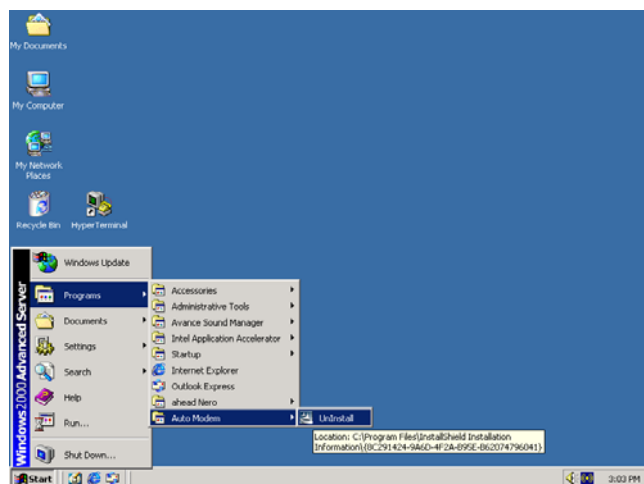 My Documents
My Computer
My Network
Places
Recycle Bin
HyperTerminal
Windows 2000 Advanced Server
Windows Update
Programs
Documents
Settings
Search
Help
Run...
Shut Down...
Accessories
Administrative Tools
Avance Sound Manager
Intel Application Accelerator
Startup
Internet Explorer
Outlook Express
ahead Nero
Auto Modem
UnInstall
Location: C:\Program Files\InstallShield Installation
Information\{8C291424-9A6D-4F2A-B95E-B62074796041}
Start
3:03 PM